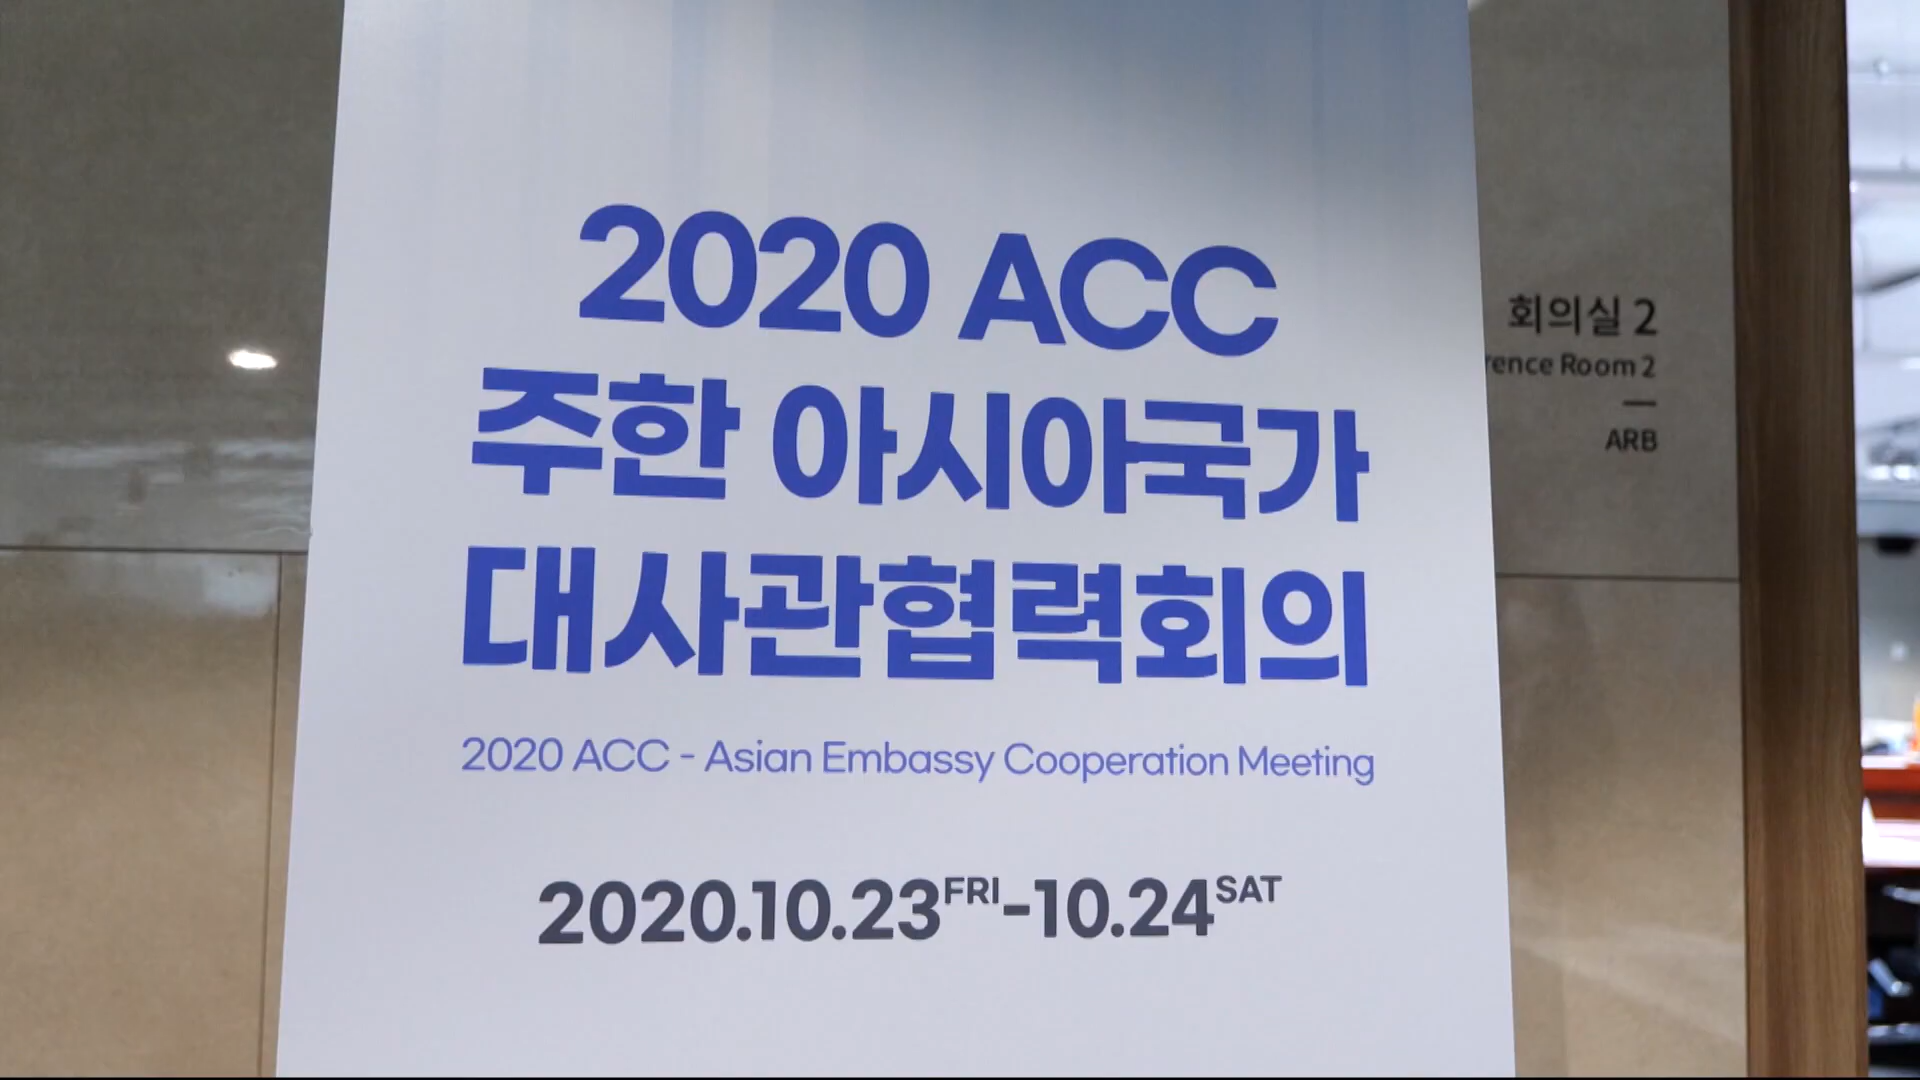 2020 ACC
주한 아시아국가
대사관협력회의
2020 ACC - Asian Embassy Cooperation Meeting
2020.10.23FRI-10.24SAT
회의실 2
Room 2
ARB